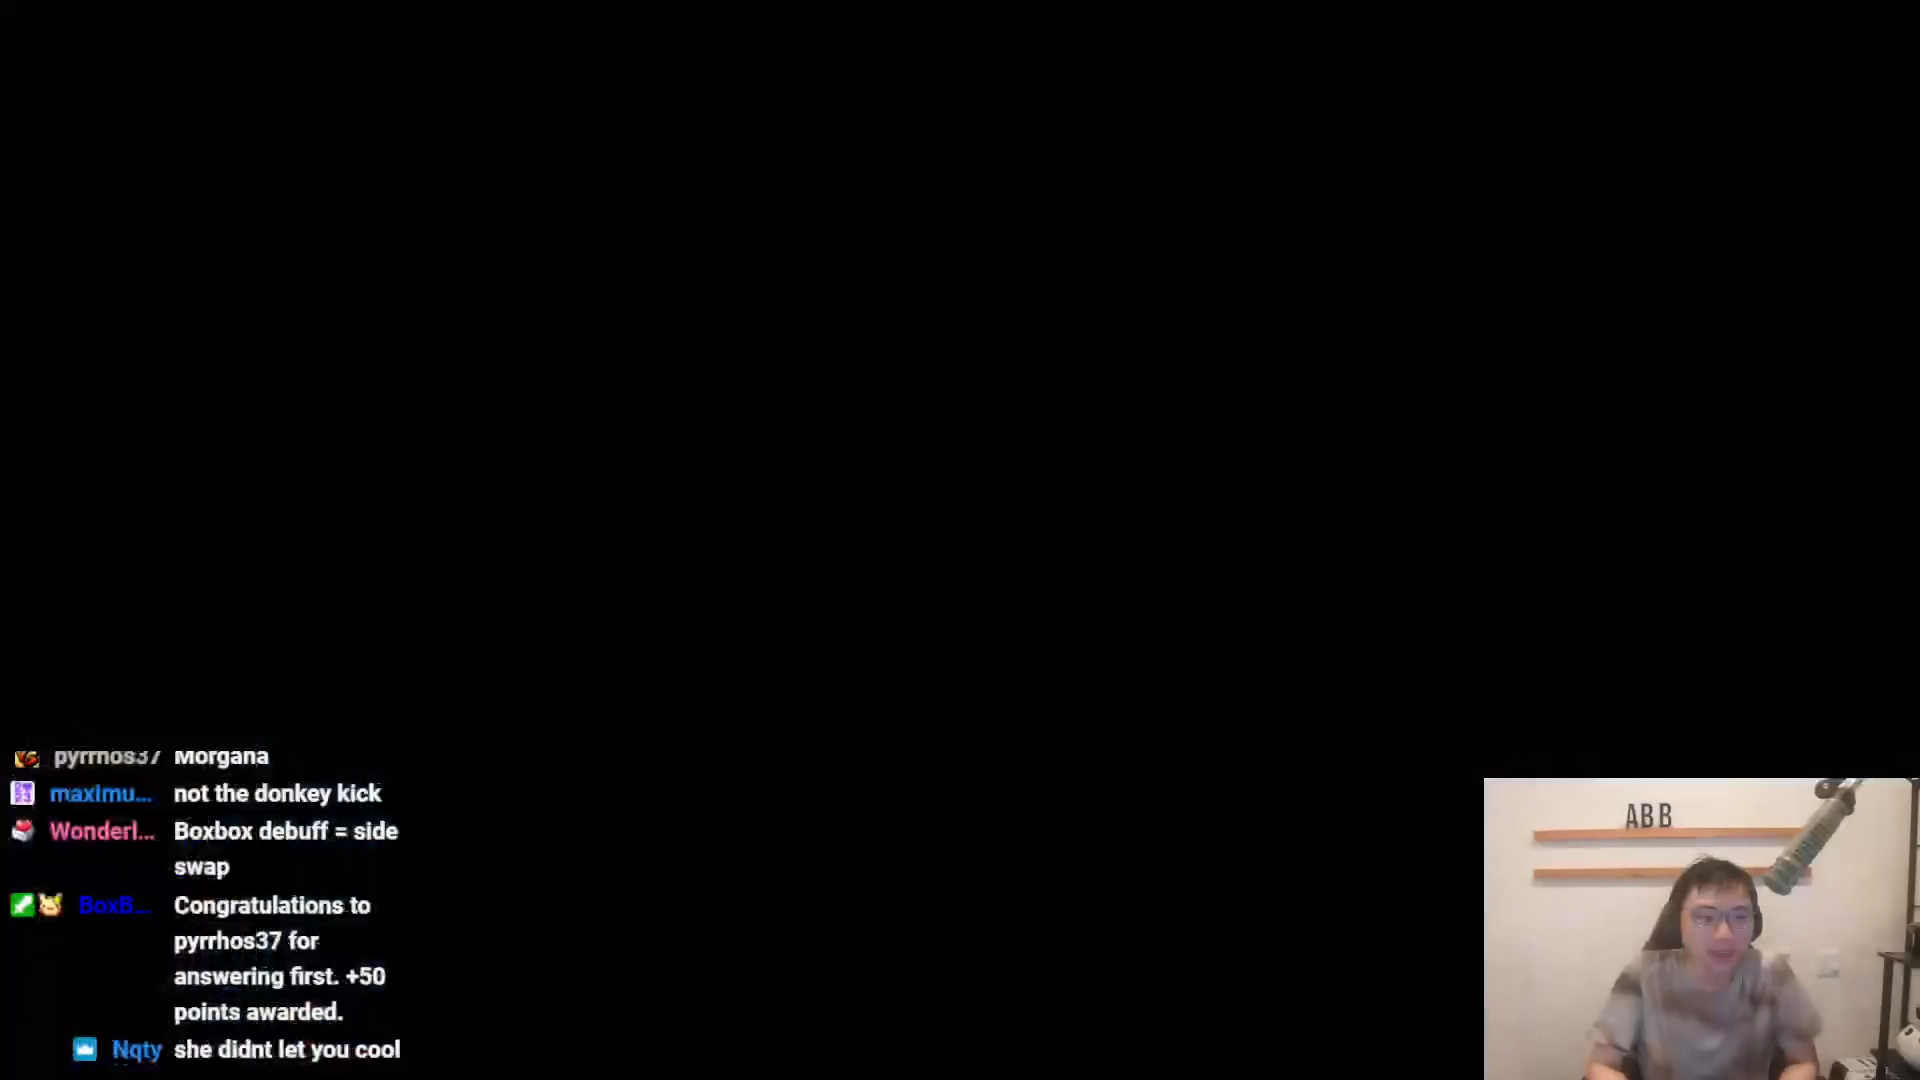 pyrrhos37 Morgana
maximu... not the donkey kick
Wonderl... Boxbox debuff = side
swap
BoxB... Congratulations to
pyrrhos37 for
answering first. +50
points awarded.
Nqty she didnt let you cool
ABB